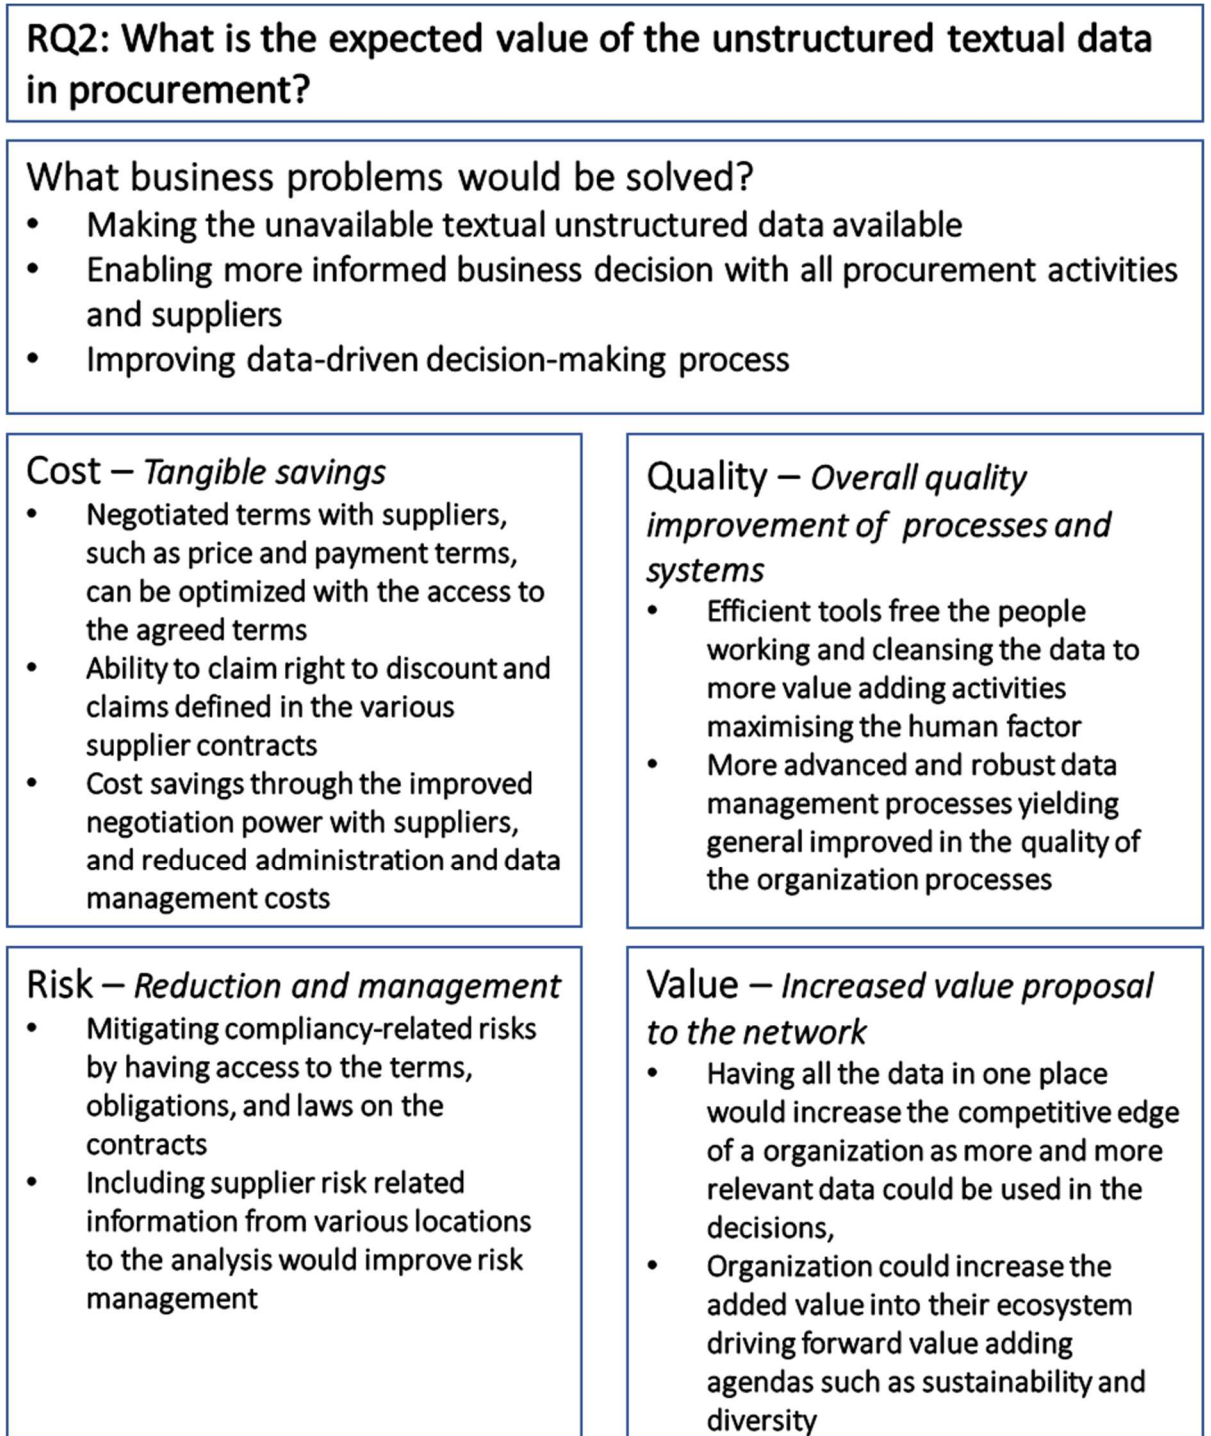 RQ2: What is the expected value of the unstructured textual data
in procurement?
What business problems would be solved?
• Making the unavailable textual unstructured data available
• Enabling more informed business decision with all procurement activities
and suppliers
• Improving data-driven decision-making process
Cost – Tangible savings
• Negotiated terms with suppliers,
such as price and payment terms,
can be optimized with the access to
the agreed terms
• Ability to claim right to discount and
claims defined in the various
supplier contracts
• Cost savings through the improved
negotiation power with suppliers,
and reduced administration and data
management costs
Quality – Overall quality
improvement of processes and
systems
• Efficient tools free the people
working and cleansing the data to
more value adding activities
maximising the human factor
• More advanced and robust data
management processes yielding
general improved in the quality of
the organization processes
Risk – Reduction and management
• Mitigating compliancy-related risks
by having access to the terms,
obligations, and laws on the
contracts
• Including supplier risk related
information from various locations
to the analysis would improve risk
management
Value – Increased value proposal
to the network
• Having all the data in one place
would increase the competitive edge
of a organization as more and more
relevant data could be used in the
decisions,
• Organization could increase the
added value into their ecosystem
driving forward value adding
agendas such as sustainability and
diversity